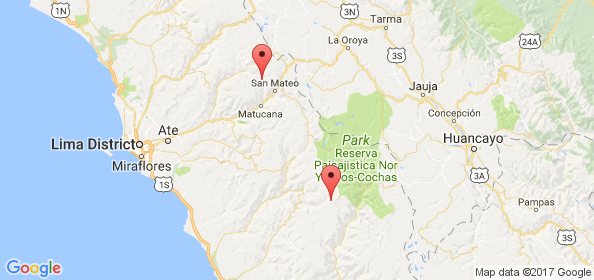 1N
3N
Tarma
24A
La Oroya
3S
San Mateo
Jauja
Matucana
Concepción
Ate
Park
Lima District
Huancayo
Reserva
Miraflores
Paisajistica Nor
Cochas
3A
1S
Pampas
3S
Google
Map data ©2017 Google